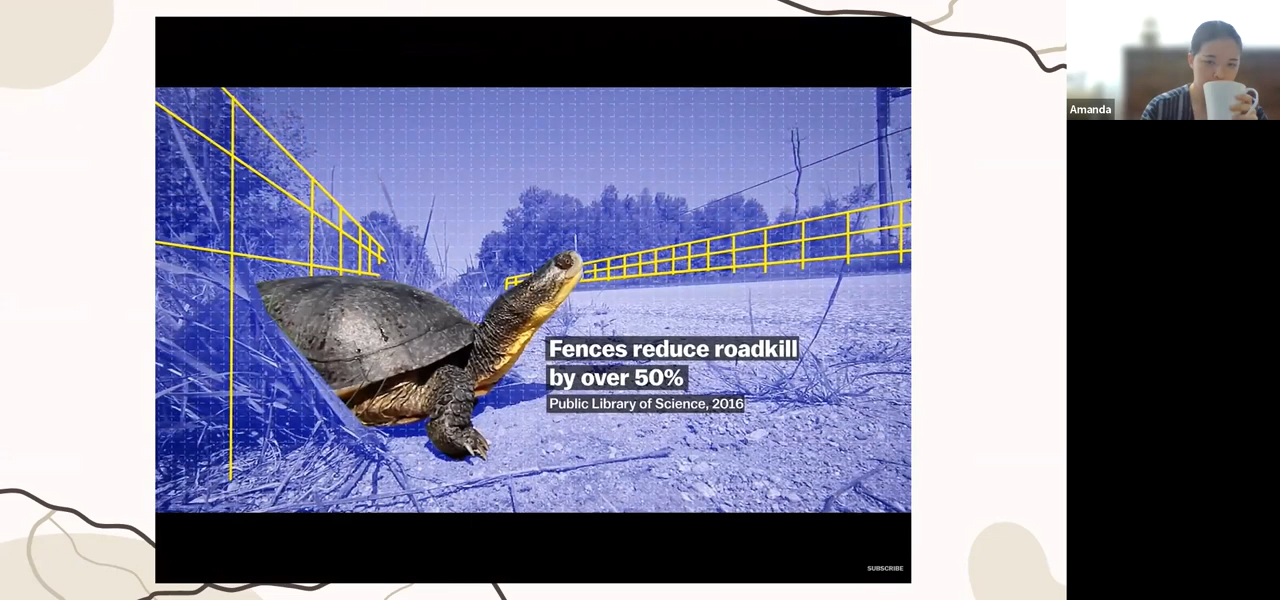 Amanda
Fences reduce roadkill
by over 50%
Public Library of Science, 2016
SUBSCRIBE